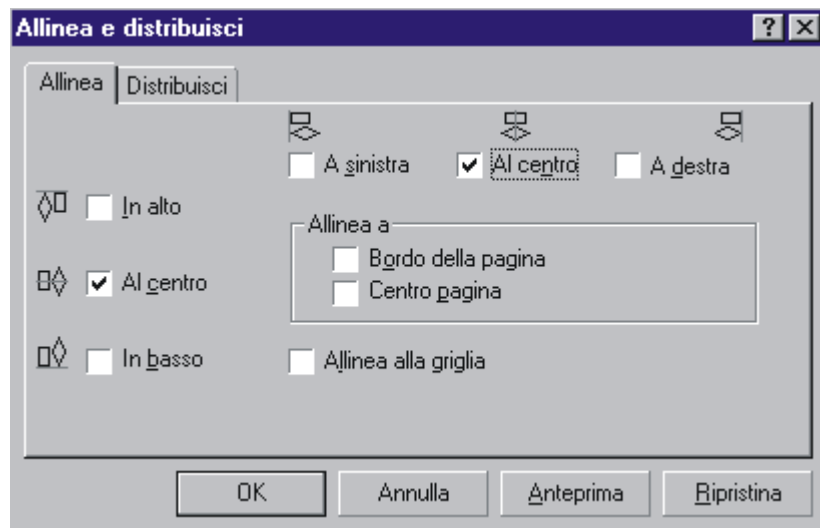 Allinea e distribuisci
Allinea Distribuisci
A sinistra Al centro A destra
In alto
Allinea a
Bordo della pagina
Al centro
Centro pagina
In basso
Allinea alla griglia
OK Annulla Anteprima Ripristina